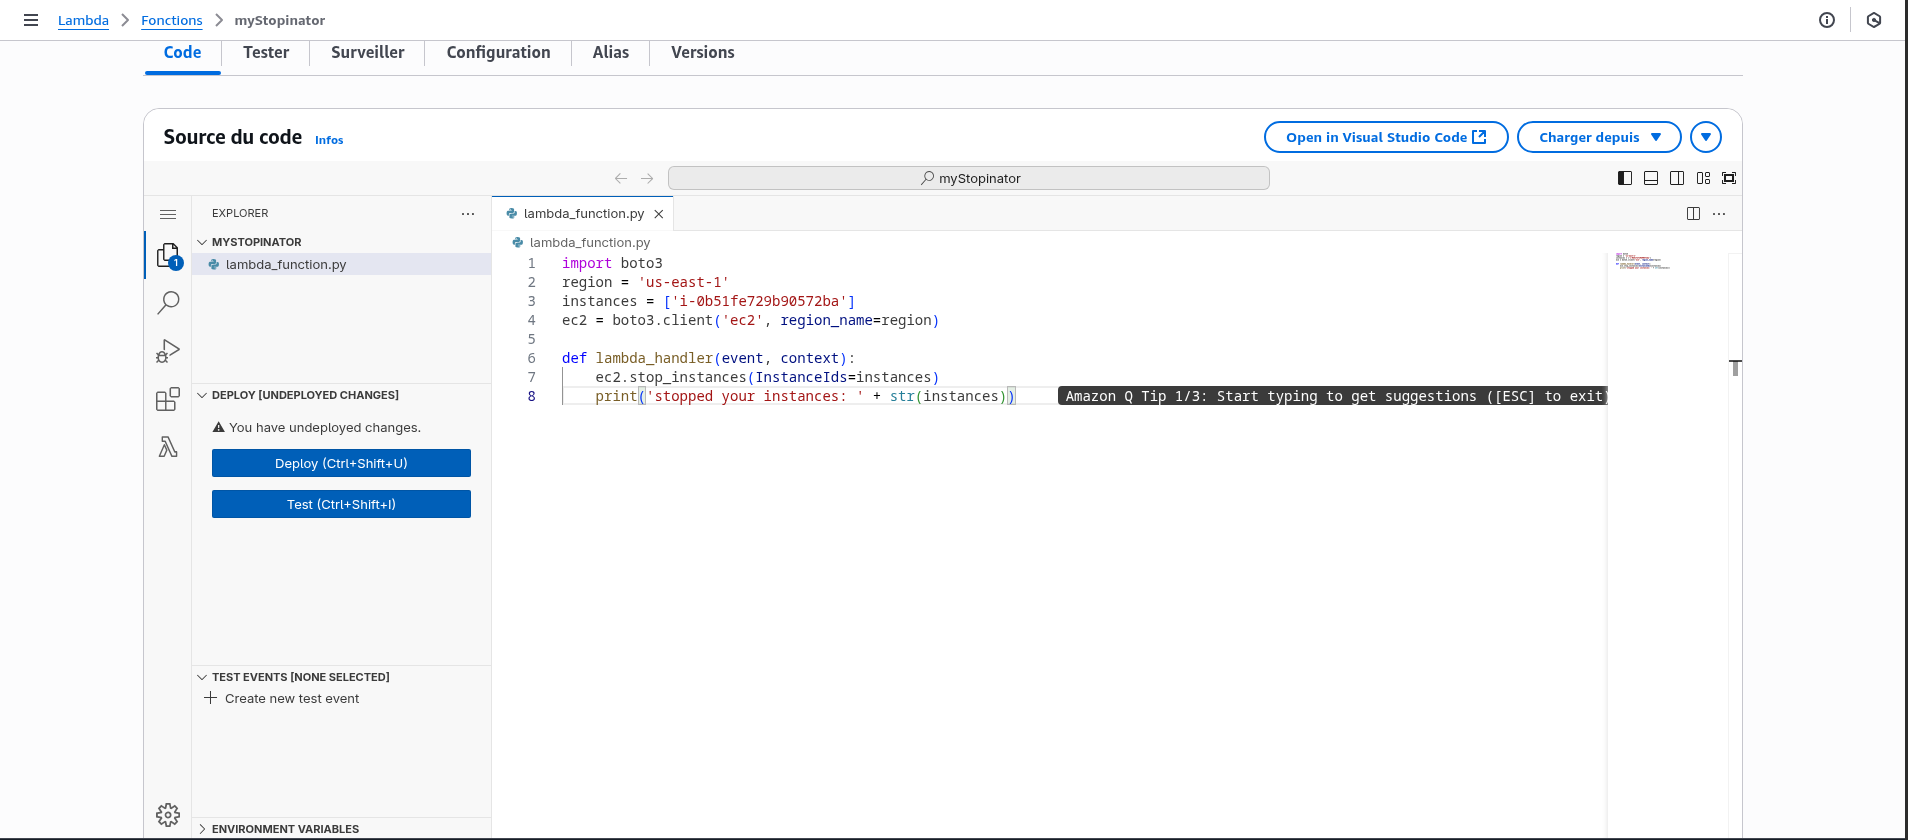 Lambda > Functions > myStopinator
Code Tester Surveiller Configuration Alias Versions
Source du code Infos
Open in Visual Studio Code Charger depuis
myStopinator
EXPLORER
MYSTOPINATOR
lambda_function.py
1
DEPLOY [UNDEPLOYED CHANGES]
You have undeployed changes.
Deploy (Ctrl+Shift+U)
Test (Ctrl+Shift+I)
TEST EVENTS [NONE SELECTED]
Create new test event
ENVIRONMENT VARIABLES
lambda_function.py
lambda_function.py
1 import boto3
2 region = 'us-east-1'
3 instances = ['i-0b51fe729b90572ba']
4 ec2 = boto3.client('ec2', region_name=region)
5
6 def lambda_handler(event, context):
7 ec2.stop_instances(InstanceIds=instances)
8 print('stopped your instances: ' + str(instances)) Amazon Q Tip 1/3: Start typing to get suggestions ([ESC] to exit)